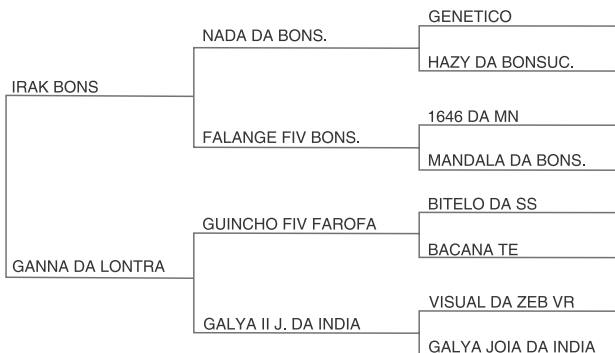 GENETICO
NADA DA BONS.
HAZY DA BONSUC.
IRAK BONS
1646 DA MN
FALANGE FIV BONS.
MANDALA DA BONS.
BITELO DA SS
GUINCHO FIV FAROFA
BACANA TE
GANNA DA LONTRA
VISUAL DA ZEB VR
GALYA II J. DA INDIA
GALYA JOIA DA INDIA